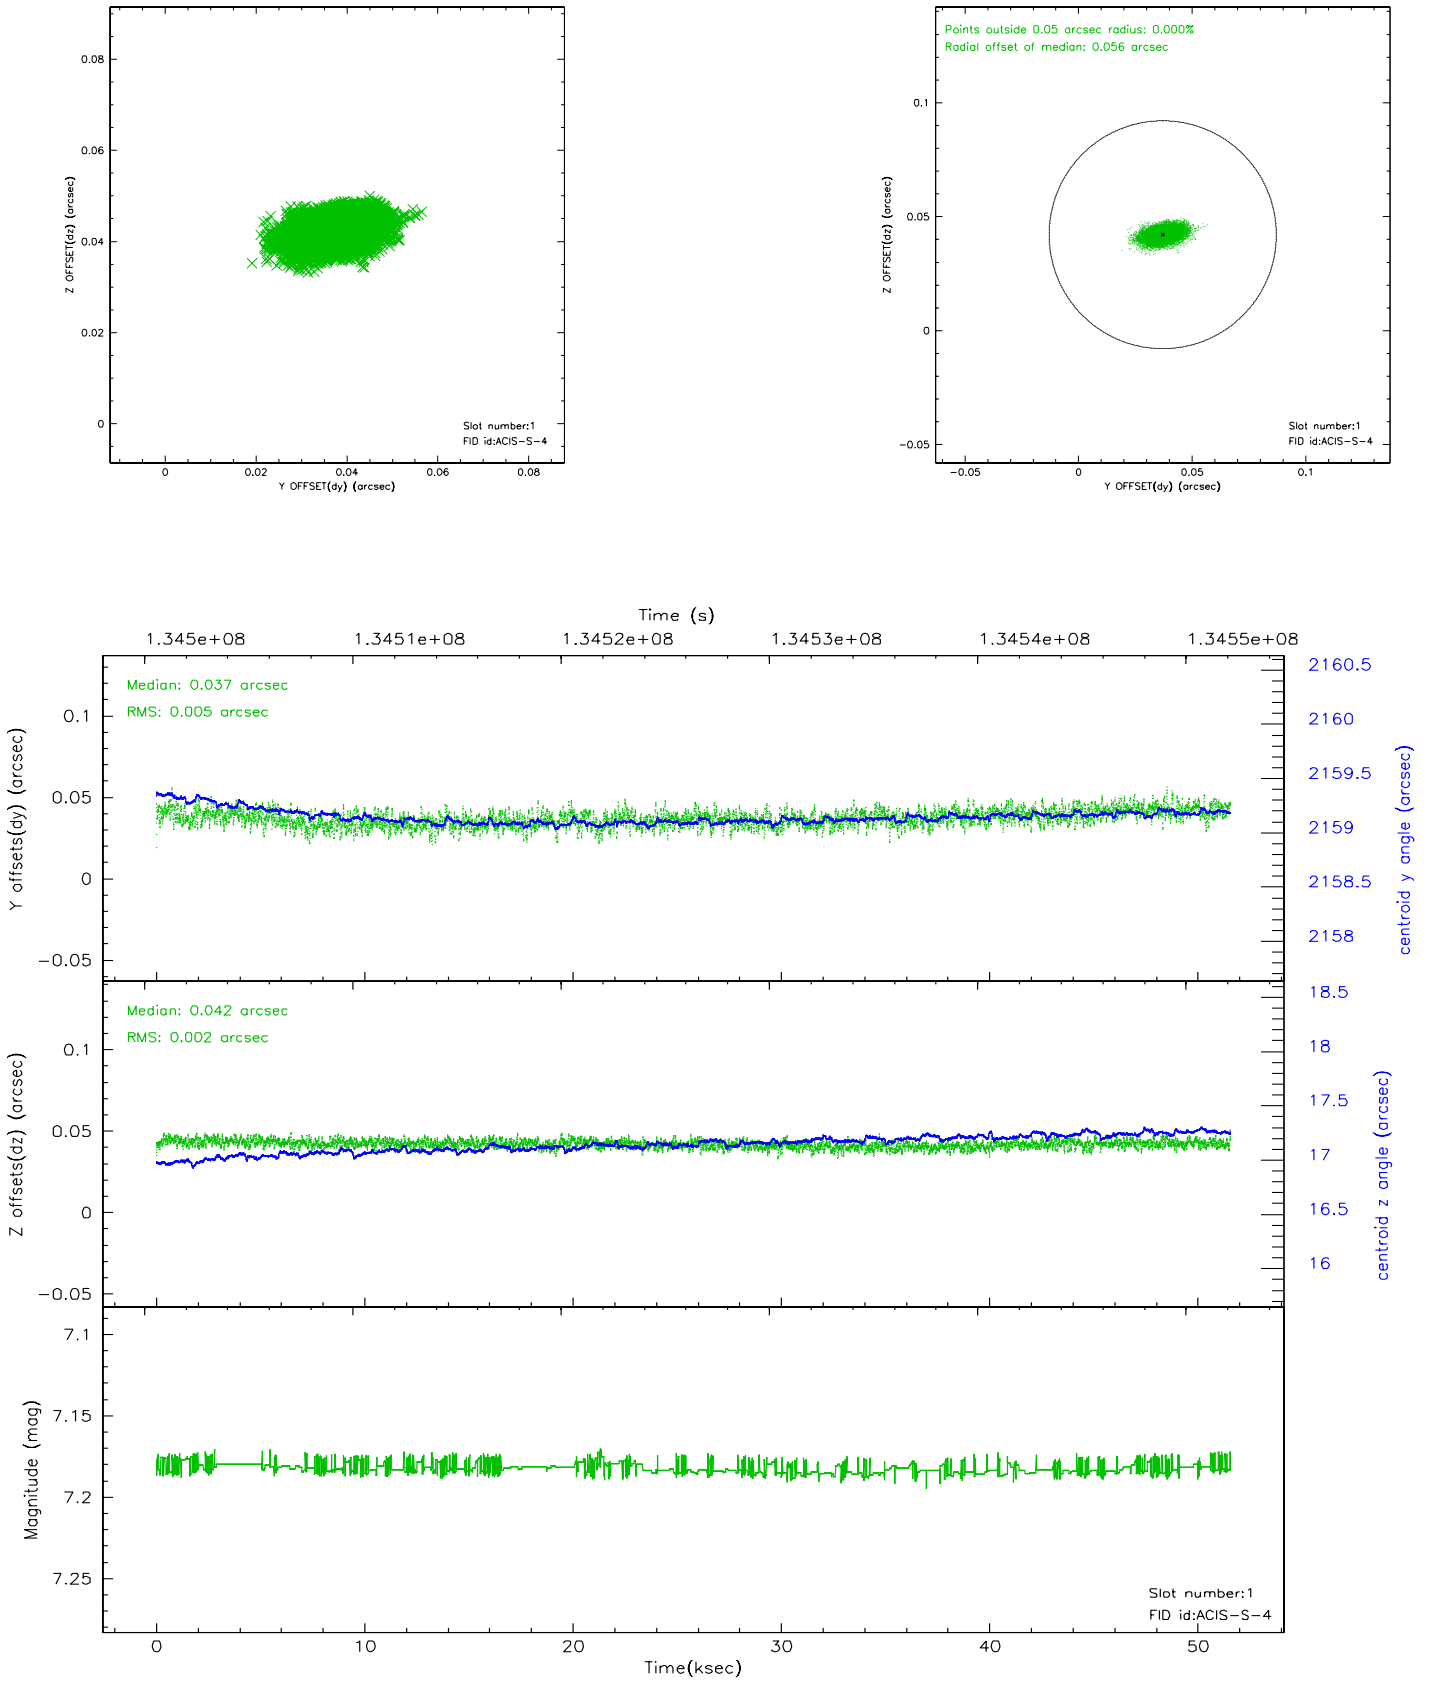 0.08
0.06
0.04
0.02
0
Z OFFSET(dz) (arcsec)
Slot number:1
FID id:ACIS-S-4
0 0.02 0.04 0.06 0.08
Y OFFSET(dy) (arcsec)
Points outside 0.05 arcsec radius: 0.000%
Radial offset of median: 0.056 arcsec
0.1
0.05
0
-0.05
Z OFFSET(dz) (arcsec)
Slot number:1
FID id:ACIS-S-4
-0.05 0 0.05 0.1
Y OFFSET(dy) (arcsec)
Time (s)
1.345e+08 1.3451e+08 1.3452e+08 1.3453e+08 1.3454e+08 1.3455e+08
Median: 0.037 arcsec
RMS: 0.005 arcsec
0.1
0.05
0
-0.05
Y offsets(dy) (arcsec)
2160.5
2160
2159.5
2159
2158.5
2158
centroid y angle (arcsec)
Median: 0.042 arcsec
RMS: 0.002 arcsec
0.1
0.05
0
-0.05
Z offsets(dz) (arcsec)
18.5
18
17.5
17
16.5
16
centroid z angle (arcsec)
7.1
7.15
7.2
7.25
Magnitude (mag)
Slot number:1
FID id:ACIS-S-4
0 10 20 30 40 50
Time(ksec)